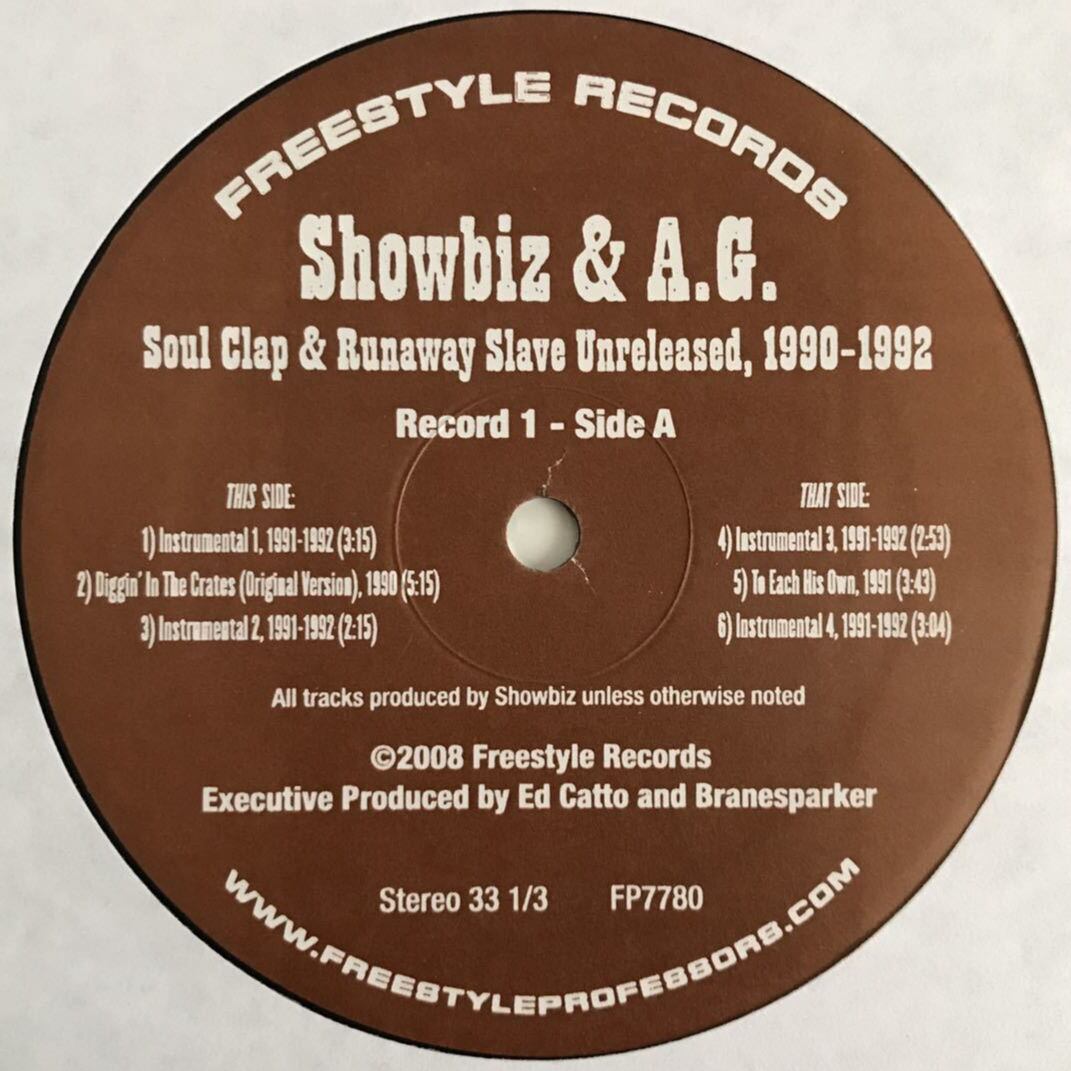 FREESTYLE RECORDS
Showbiz & A.G.
Soul Clap & Runaway Slave Unreleased, 1990-1992
Record 1 - Side A
THIS SIDE:
1) Instrumental 1, 1991-1992 (3:15)
2) Diggin' In The Crates (Original Version), 1990 (5:15)
3) Instrumental 2, 1991-1992 (2:15)
THAT SIDE:
4) Instrumental 3, 1991-1992 (2:53)
5) To Each His Own, 1991 (3:43)
6) Instrumental 4, 1991-1992 (3:04)
All tracks produced by Showbiz unless otherwise noted
©2008 Freestyle Records
Executive Produced by Ed Catto and Branesparker
Stereo 33 1/3 FP7780
WWW.FREESTYLEPROFESSORS.COM